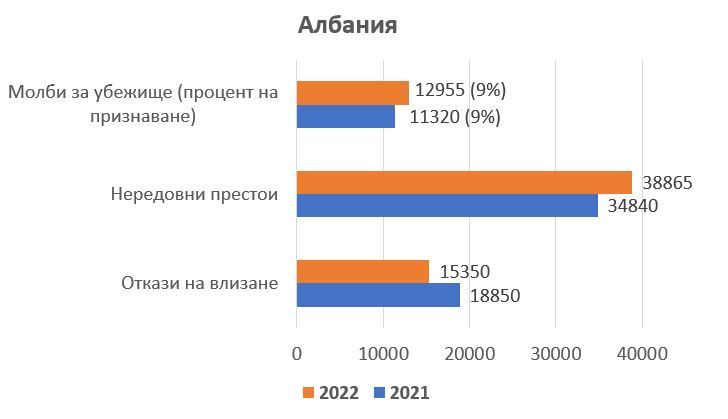 Албания
Молби за убежище (процент на
признаване)
12955 (9%)
11320 (9%)
Нередовни престои
38865
34840
Откази на влизане
15350
18850
0 10000 20000 30000 40000
2022 2021